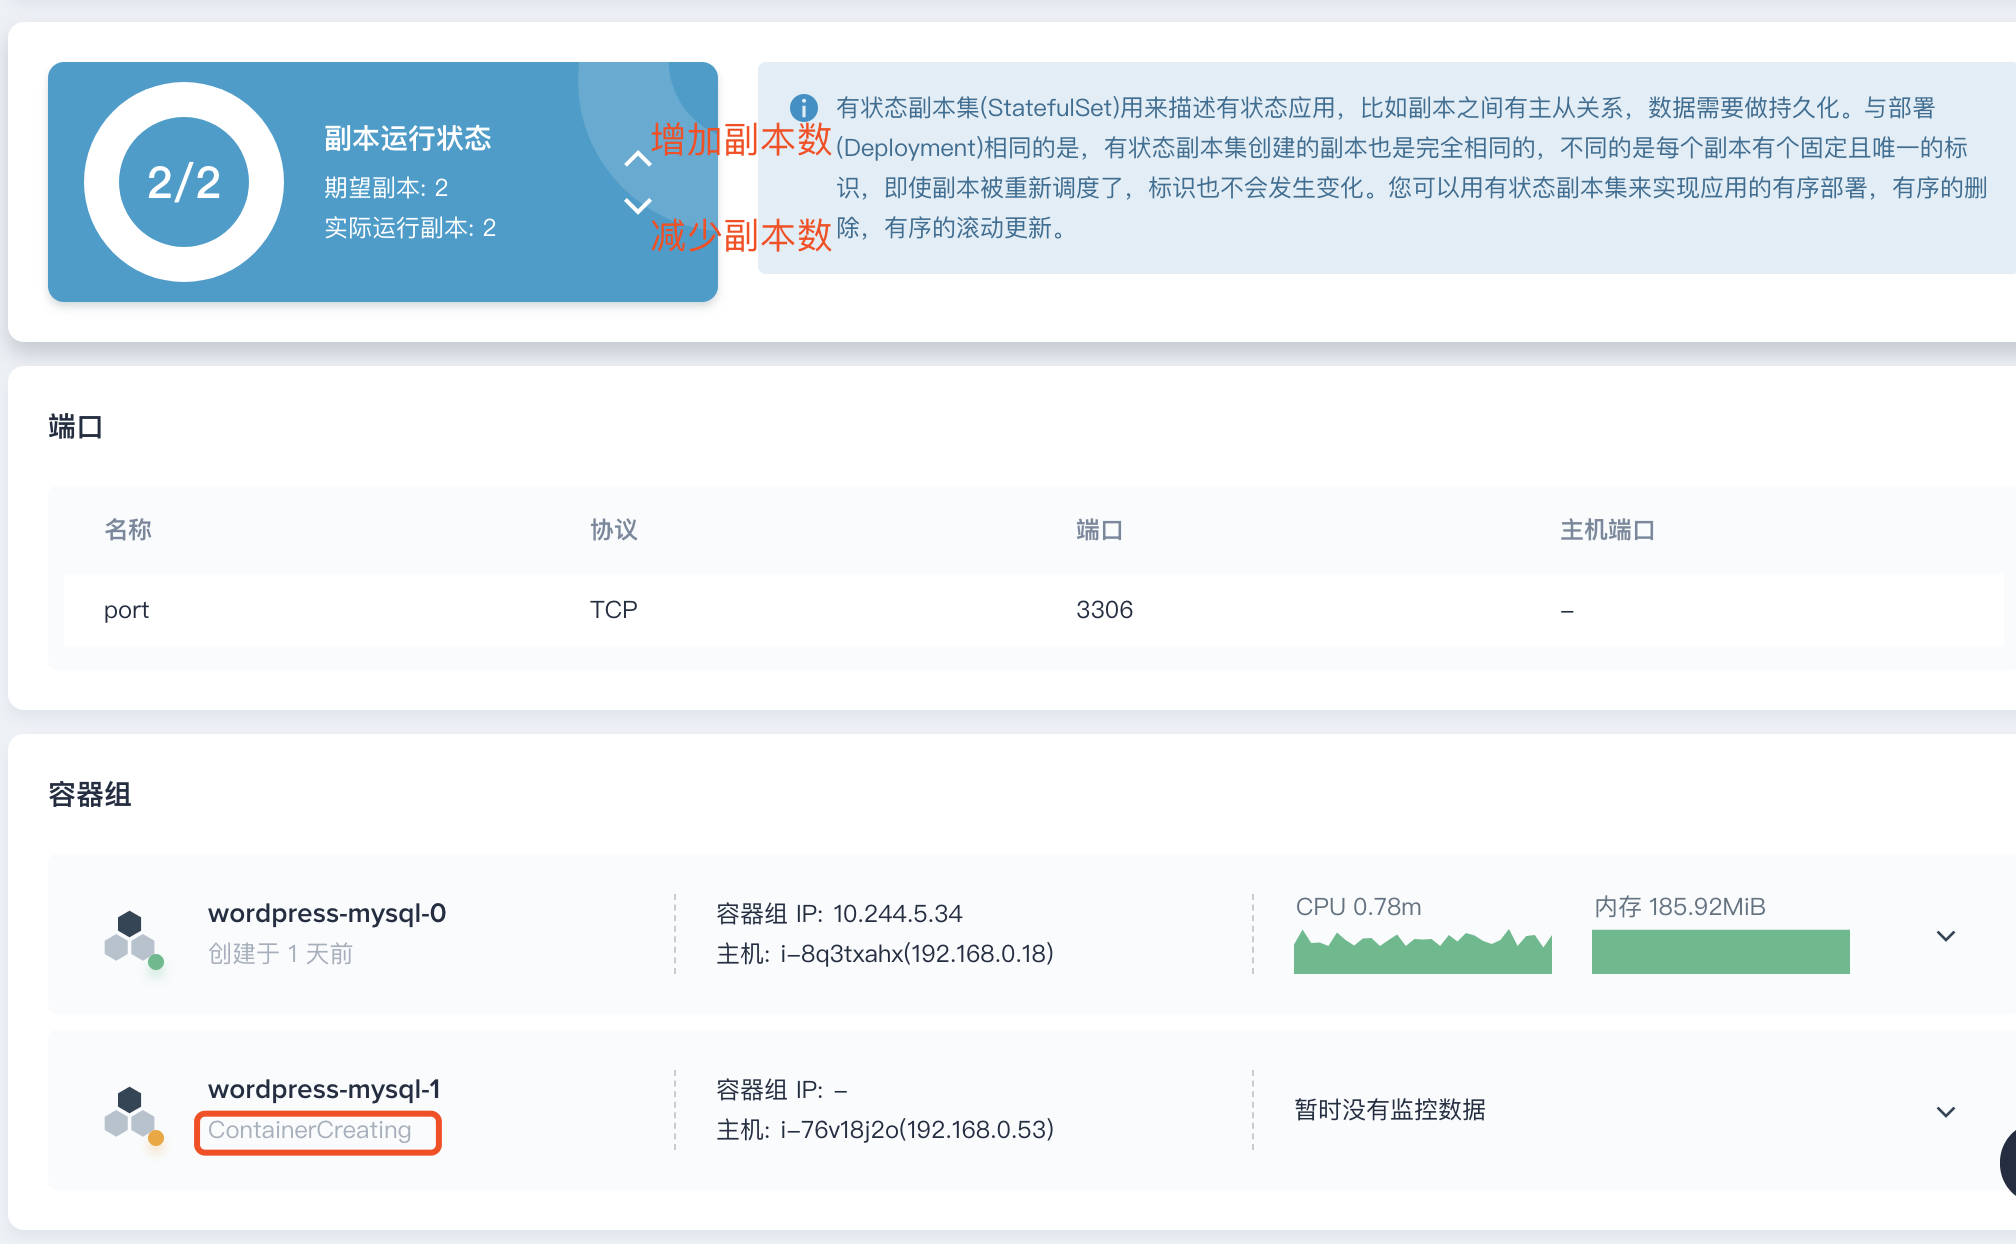 2/2
副本运行状态
期望副本: 2
实际运行副本: 2
增加副本数
减少副本数
有状态副本集(StatefulSet)用来描述有状态应用，比如副本之间有主从关系，数据需要做持久化。与部署
(Deployment)相同的是，有状态副本集创建的副本也是完全相同的，不同的是每个副本有个固定且唯一的标
识，即使副本被重新调度了，标识也不会发生变化。您可以用有状态副本集来实现应用的有序部署，有序的删
除，有序的滚动更新。
端口
名称 协议 端口 主机端口
port TCP 3306 –
容器组
wordpress-mysql-0
创建于 1 天前
容器组 IP: 10.244.5.34
主机: i-8q3txahx(192.168.0.18)
CPU 0.78m
内存 185.92MiB
wordpress-mysql-1
ContainerCreating
容器组 IP: –
主机: i-76v18j2o(192.168.0.53)
暂时没有监控数据